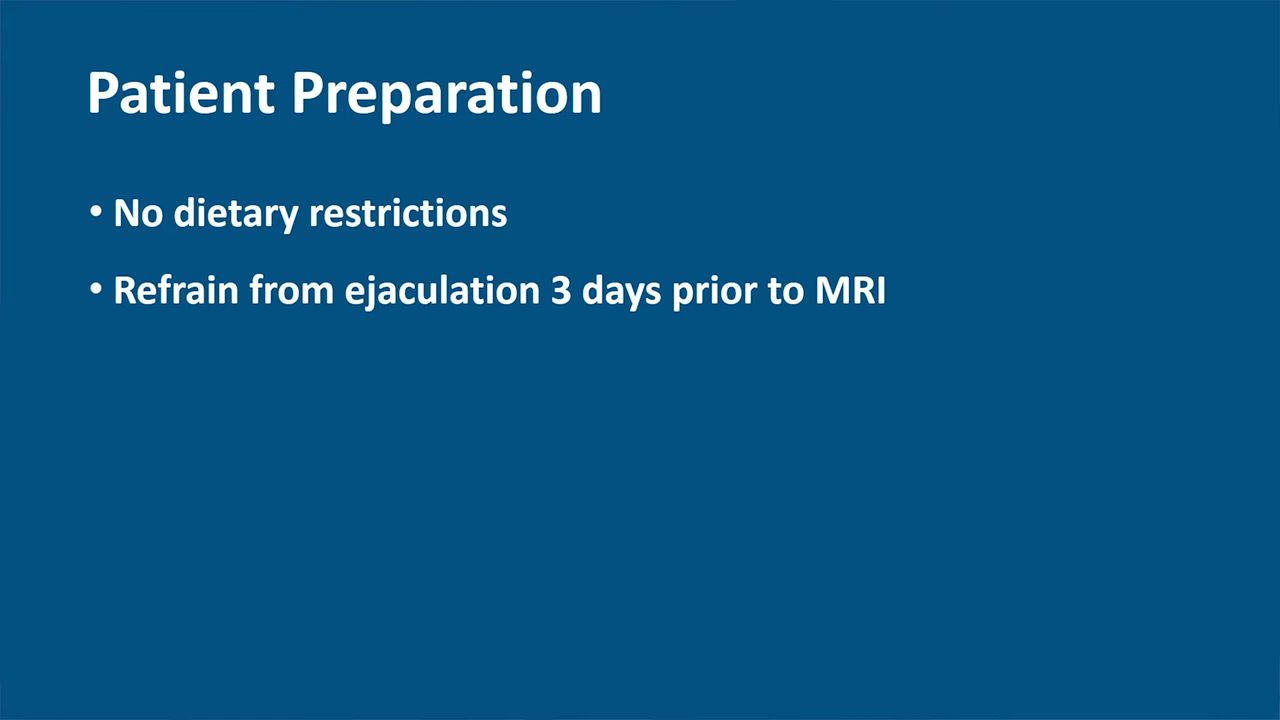 Patient Preparation
• No dietary restrictions
• Refrain from ejaculation 3 days prior to MRI